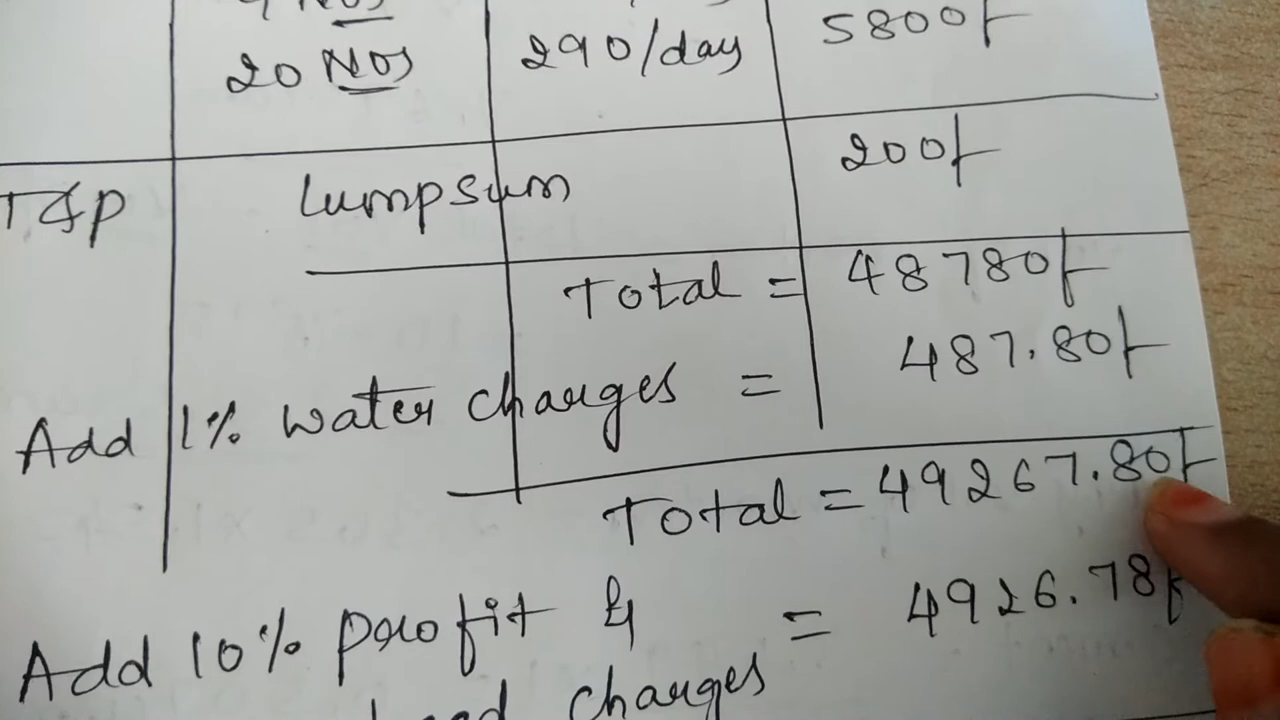 20 Nos 290/day 5800/-
T&P Lumpsum 200/-
Total = 48780/-
Add 1% water charges = 487.80/-
Total = 49267.80/-
Add 10% profit & = 4926.78/-
charges